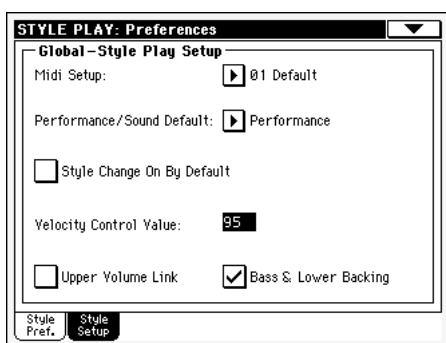 STYLE PLAY: Preferences
Global-Style Play Setup
Midi Setup: 01 Default
Performance/Sound Default: Performance
Style Change On By Default
Velocity Control Value: 95
Upper Volume Link Bass & Lower Backing
Style Pref. Style Setup